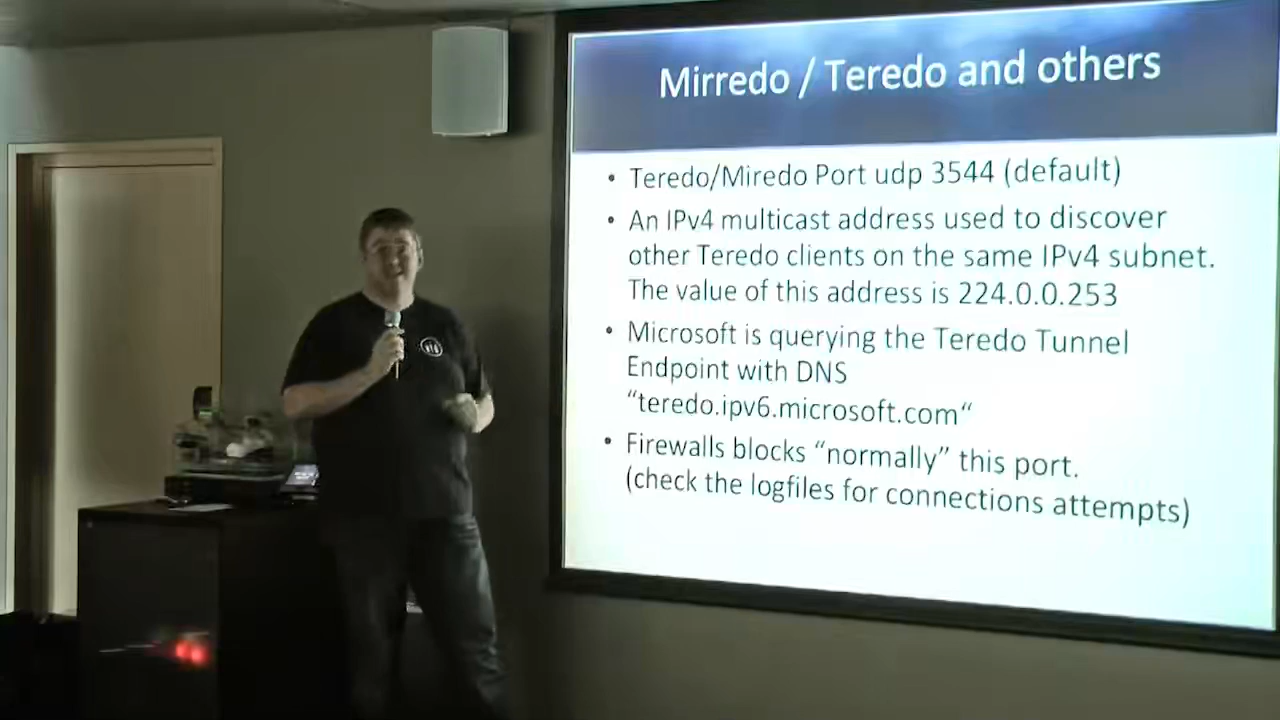 Mirredo / Teredo and others
• Teredo/Miredo Port udp 3544 (default)
• An IPv4 multicast address used to discover
other Teredo clients on the same IPv4 subnet.
The value of this address is 224.0.0.253
• Microsoft is querying the Teredo Tunnel
Endpoint with DNS
“teredo.ipv6.microsoft.com“
• Firewalls blocks “normally” this port.
(check the logfiles for connections attempts)